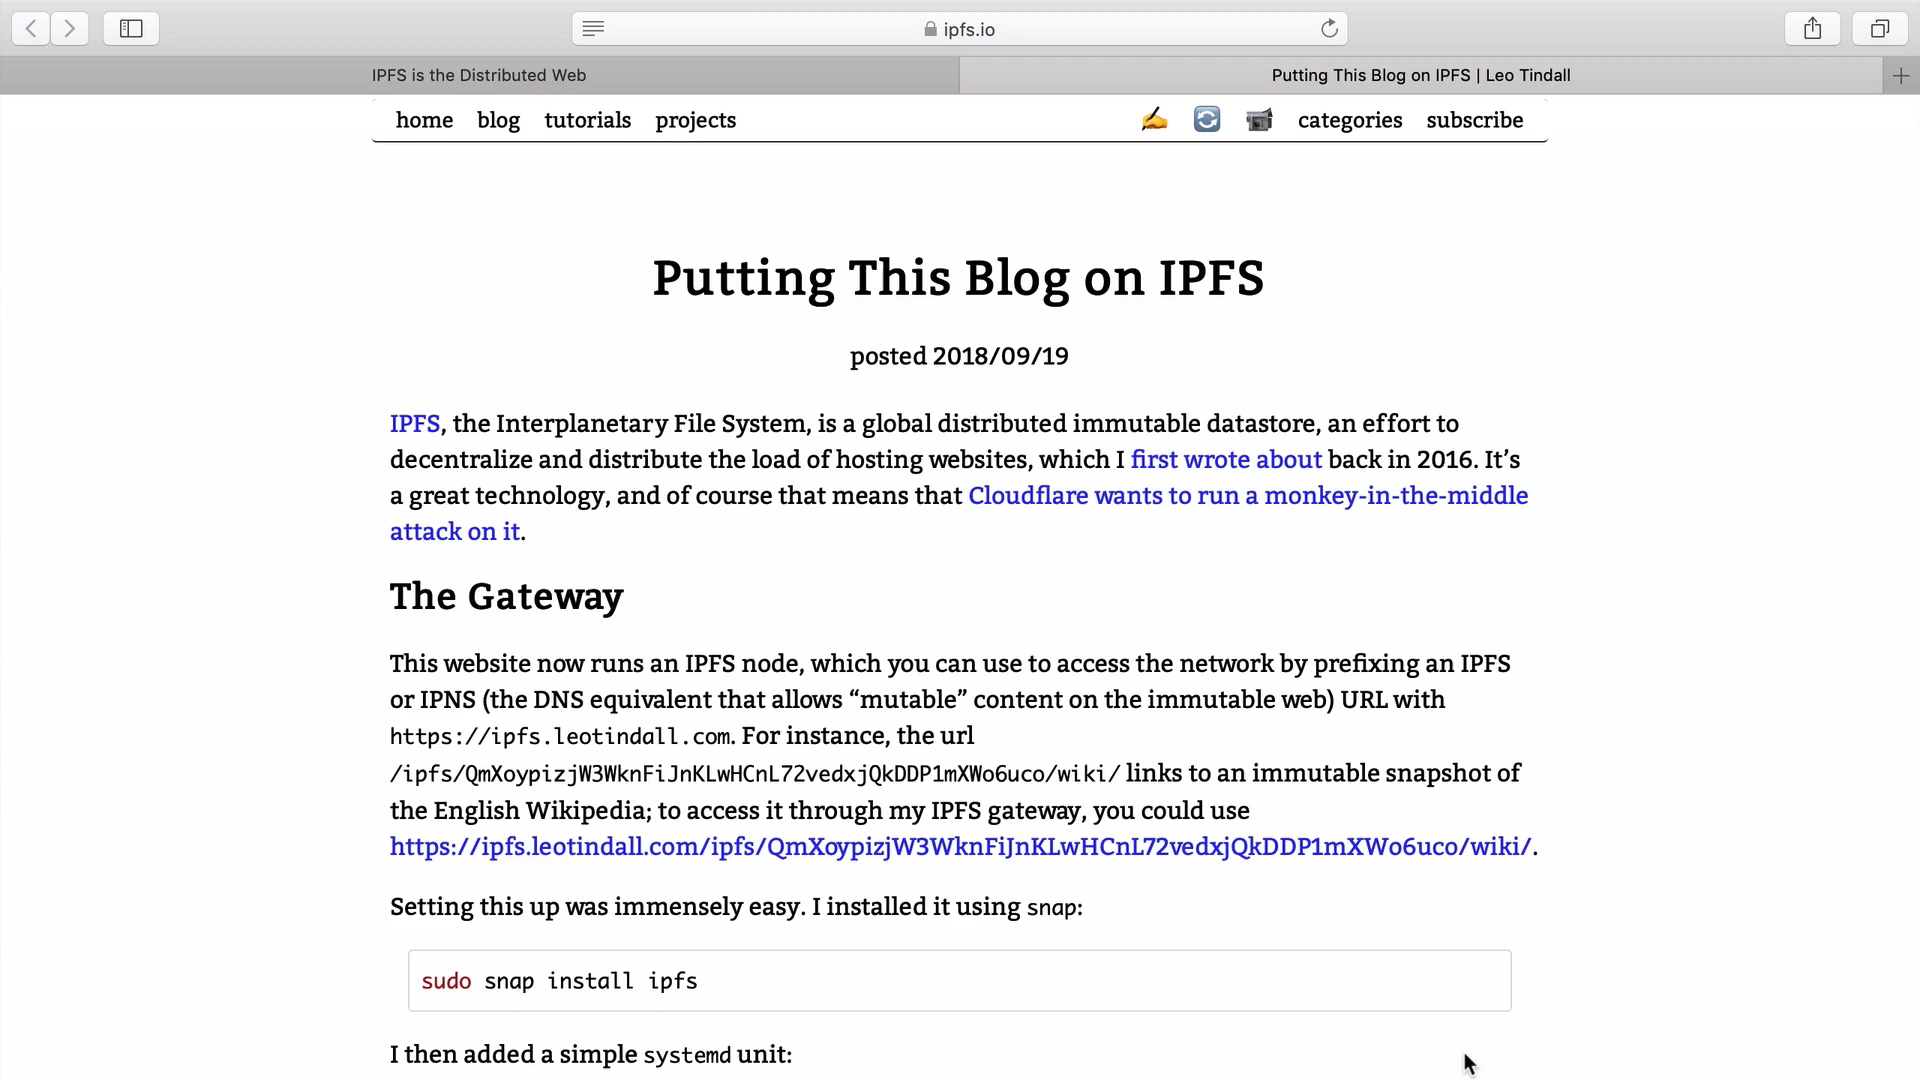 ipfs.io
IPFS is the Distributed Web
Putting This Blog on IPFS | Leo Tindall
home blog tutorials projects categories subscribe
Putting This Blog on IPFS
posted 2018/09/19
IPFS, the Interplanetary File System, is a global distributed immutable datastore, an effort to
decentralize and distribute the load of hosting websites, which I first wrote about back in 2016. It’s
a great technology, and of course that means that Cloudflare wants to run a monkey-in-the-middle
attack on it.
The Gateway
This website now runs an IPFS node, which you can use to access the network by prefixing an IPFS
or IPNS (the DNS equivalent that allows “mutable” content on the immutable web) URL with
https://ipfs.leotindall.com. For instance, the url
/ipfs/QmXoypizjW3WknFiJnKLwHCnL72vedxjQkDDP1mXWo6uco/wiki/ links to an immutable snapshot of
the English Wikipedia; to access it through my IPFS gateway, you could use
https://ipfs.leotindall.com/ipfs/QmXoypizjW3WknFiJnKLwHCnL72vedxjQkDDP1mXWo6uco/wiki/.
Setting this up was immensely easy. I installed it using snap:
sudo snap install ipfs
I then added a simple systemd unit: